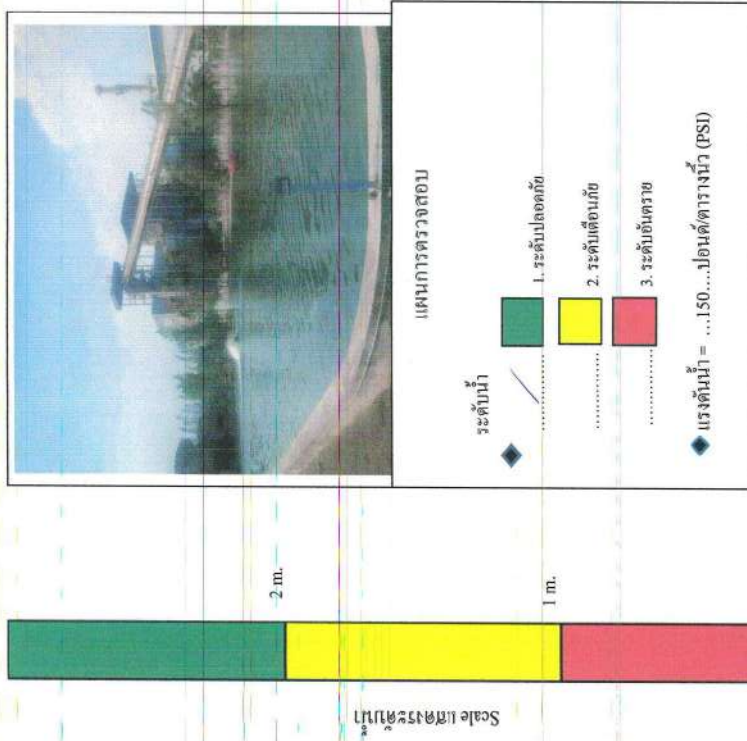 Scale แสดงระดับน้ำ
2 m.
1 m.
แผนการตรวจสอบ
ระดับน้ำ
1. ระดับปลอดภัย
2. ระดับเตือนภัย
3. ระดับอันตราย
แรงดันน้ำ = ...150....ปอนด์/ตารางนิ้ว (PSI)